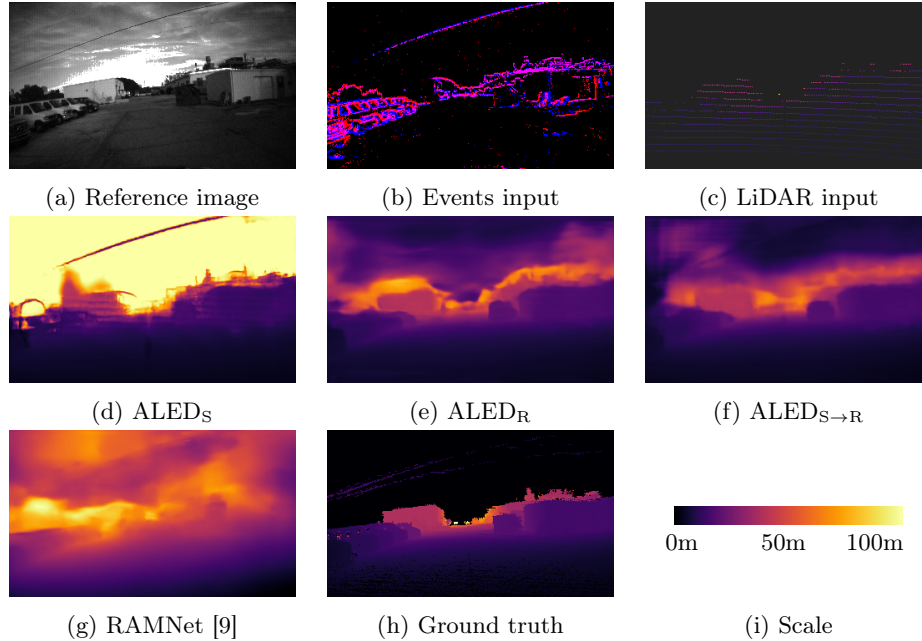 (a) Reference image
(b) Events input
(c) LiDAR input
(d) ALED_S
(e) ALED_R
(f) ALED_S→R
0m 50m 100m
(g) RAMNet [9]
(h) Ground truth
(i) Scale